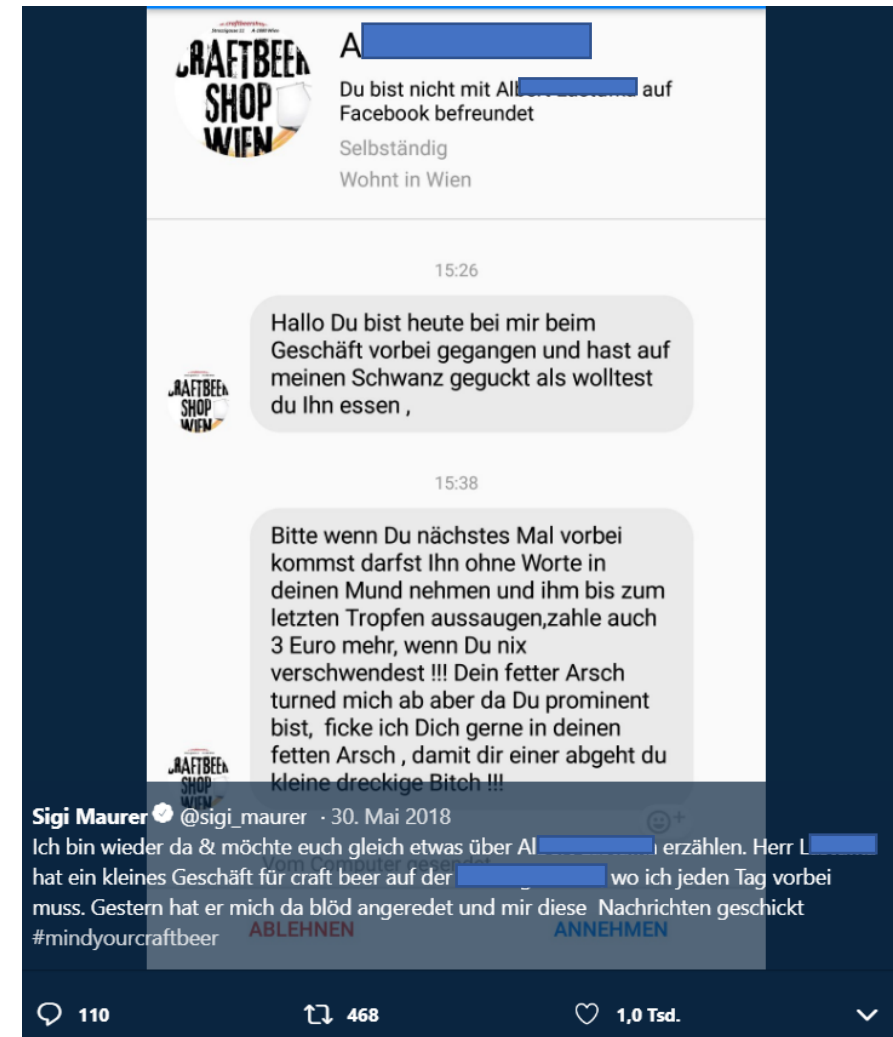 craftbeershop
CRAFTBEER
SHOP
WIEN
A
Du bist nicht mit Al auf
Facebook befreundet
Selbständig
Wohnt in Wien
15:26
Hallo Du bist heute bei mir beim
Geschäft vorbei gegangen und hast auf
meinen Schwanz geguckt als wolltest
du Ihn essen ,
RAFTBEER
SHOP
WIEN
15:38
Bitte wenn Du nächstes Mal vorbei
kommst darfst Ihn ohne Worte in
deinen Mund nehmen und ihm bis zum
letzten Tropfen aussaugen,zahle auch
3 Euro mehr, wenn Du nix
verschwendest !!! Dein fetter Arsch
turned mich ab aber da Du prominent
bist, ficke ich Dich gerne in deinen
fetten Arsch , damit dir einer abgeht du
kleine dreckige Bitch !!!
RAFTBEER
SHOP
WIEN
Sigi Maurer @sigi_maurer · 30. Mai 2018
Ich bin wieder da & möchte euch gleich etwas über Al erzählen. Herr L
Vom Computer gesendet
hat ein kleines Geschäft für craft beer auf der wo ich jeden Tag vorbei
muss. Gestern hat er mich da blöd angeredet und mir diese Nachrichten geschickt
#mindyourcraftbeer
ABLEHNEN ANNEHMEN
110 468 1,0 Tsd.